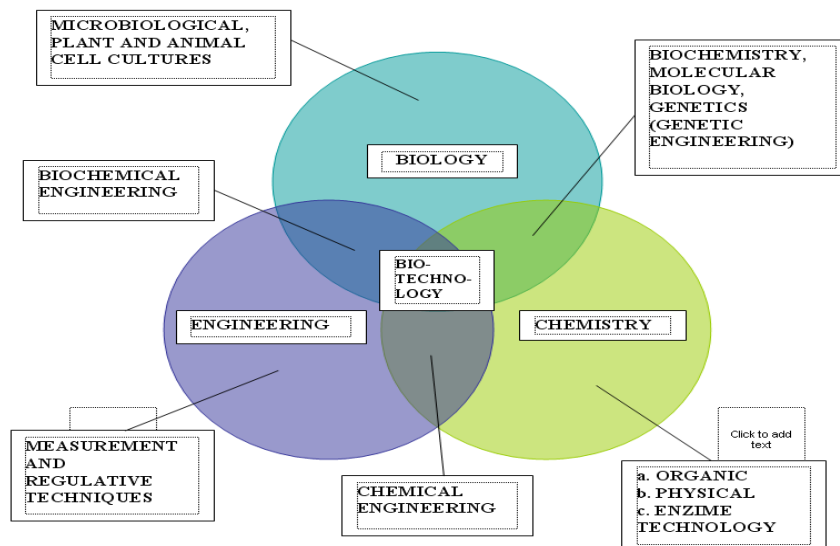 MICROBIOLOGICAL,
PLANT AND ANIMAL
CELL CULTURES
BIOCHEMISTRY,
MOLECULAR
BIOLOGY,
GENETICS
(GENETIC
ENGINEERING)
BIOLOGY
BIOCHEMICAL
ENGINEERING
BIO-
TECHNO-
LOGY
ENGINEERING
CHEMISTRY
MEASUREMENT
AND
REGULATIVE
TECHNIQUES
CHEMICAL
ENGINEERING
Click to add
text
a. ORGANIC
b. PHYSICAL
c. ENZIME
TECHNOLOGY